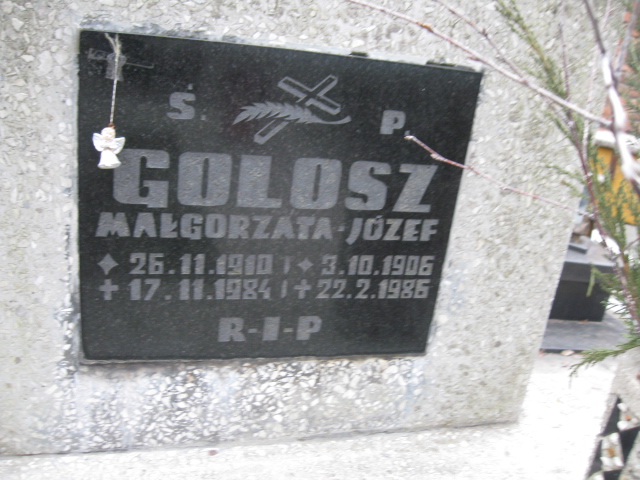 Ś. P.
GOLOSZ
MAŁGORZATA - JÓZEF
✦ 26.11.1910 | ✦ 3.10.1906
+ 17.11.1984 | + 22.2.1986
R-I-P